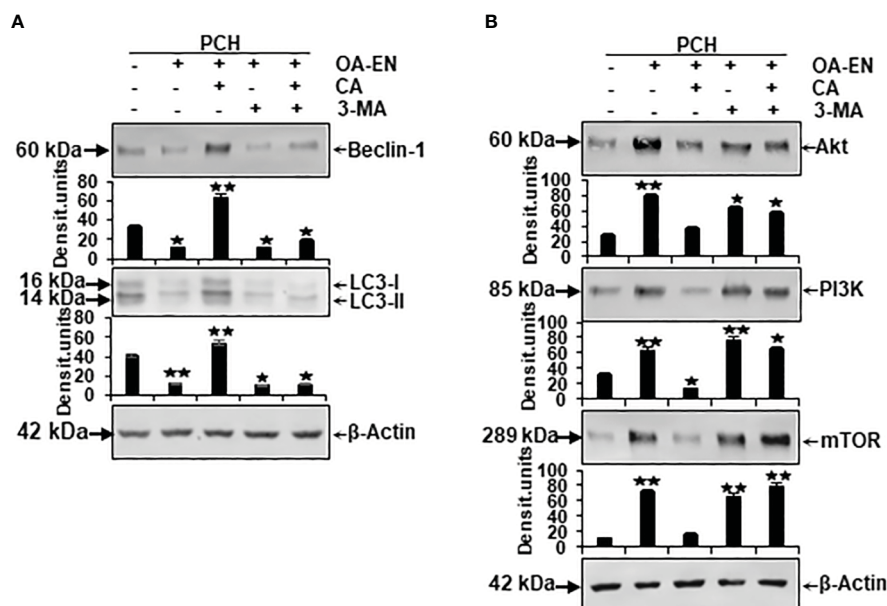 A
PCH
- + + + + OA-EN
- - + - + CA
- - - + + 3-MA
60 kDa Beclin-1
Densit.units
80
60
40
20
0
★ ★★ ★ ★
16 kDa LC3-I
14 kDa LC3-II
Densit.units
80
60
40
20
0
★★ ★★ ★ ★
42 kDa β-Actin
B
PCH
- + + + + OA-EN
- - + - + CA
- - - + + 3-MA
60 kDa Akt
Densit.units
100
80
60
40
20
0
★★ ★ ★
85 kDa PI3K
Densit.units
100
80
60
40
20
0
★★ ★ ★★ ★
289 kDa mTOR
Densit.units
100
80
60
40
20
0
★★ ★★ ★★
42 kDa β-Actin